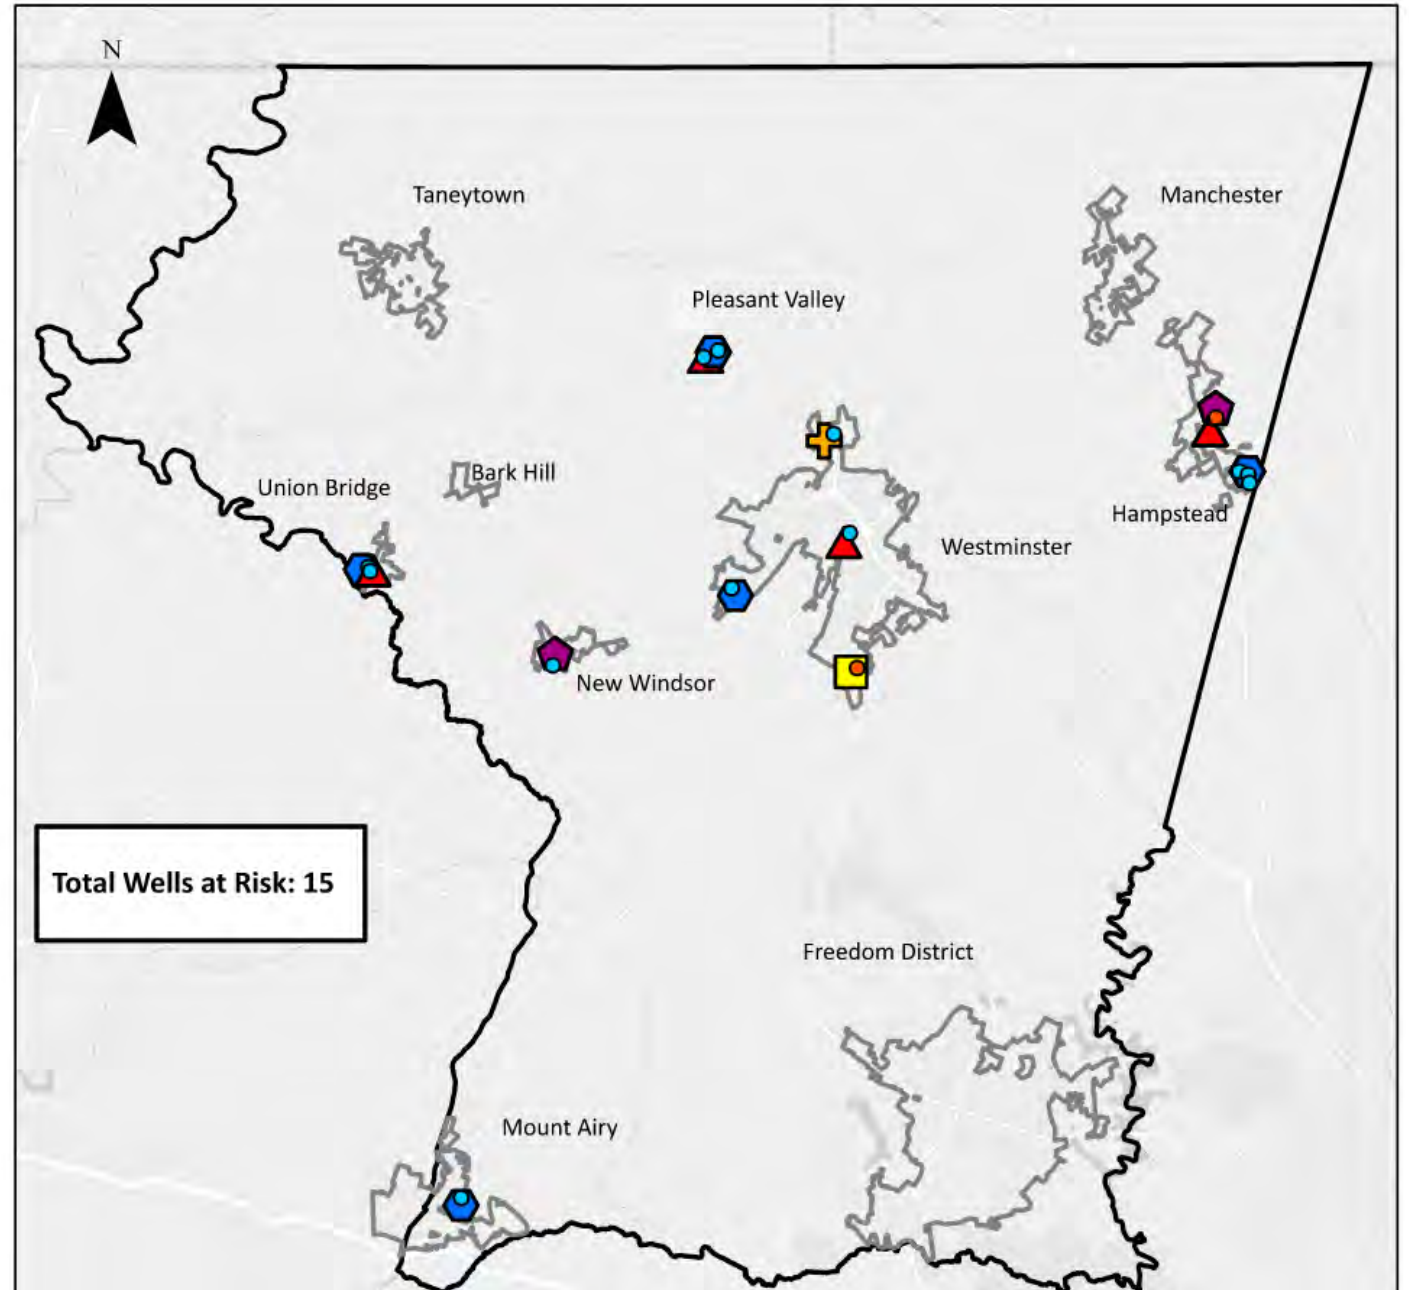 N
Taneytown
Manchester
Pleasant Valley
Bark Hill
Union Bridge
Hampstead
Westminster
New Windsor
Total Wells at Risk: 15
Freedom District
Mount Airy